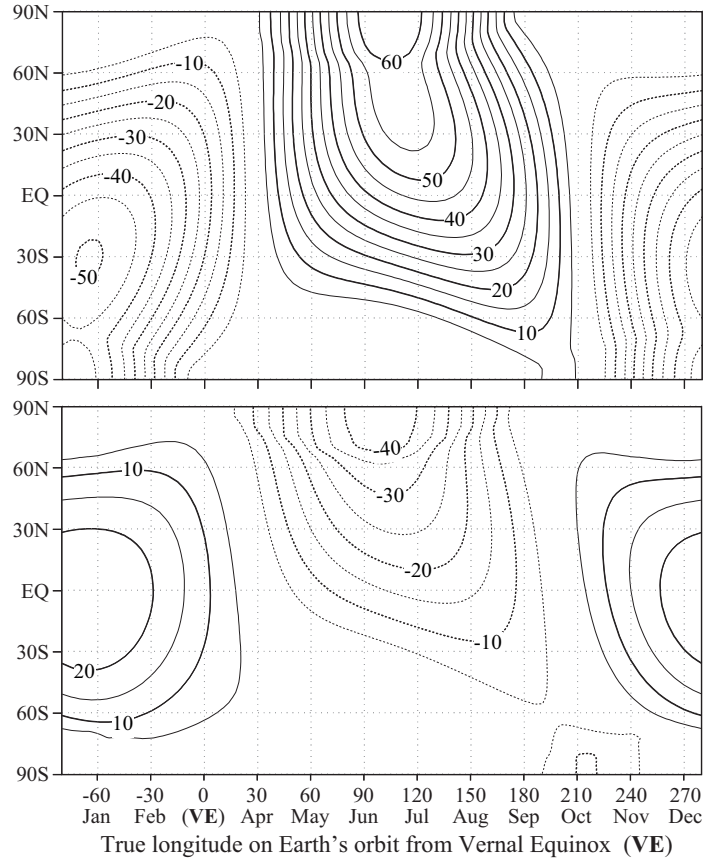 90N
60N
30N
EQ
30S
60S
90S
-10
-20
-30
-40
-50
60
50
40
30
20
10
90N
60N
30N
EQ
30S
60S
90S
10
20
10
-40
-30
-20
-10
-60 -30 0 30 60 90 120 150 180 210 240 270
Jan Feb (VE) Apr May Jun Jul Aug Sep Oct Nov Dec
True longitude on Earth's orbit from Vernal Equinox (VE)